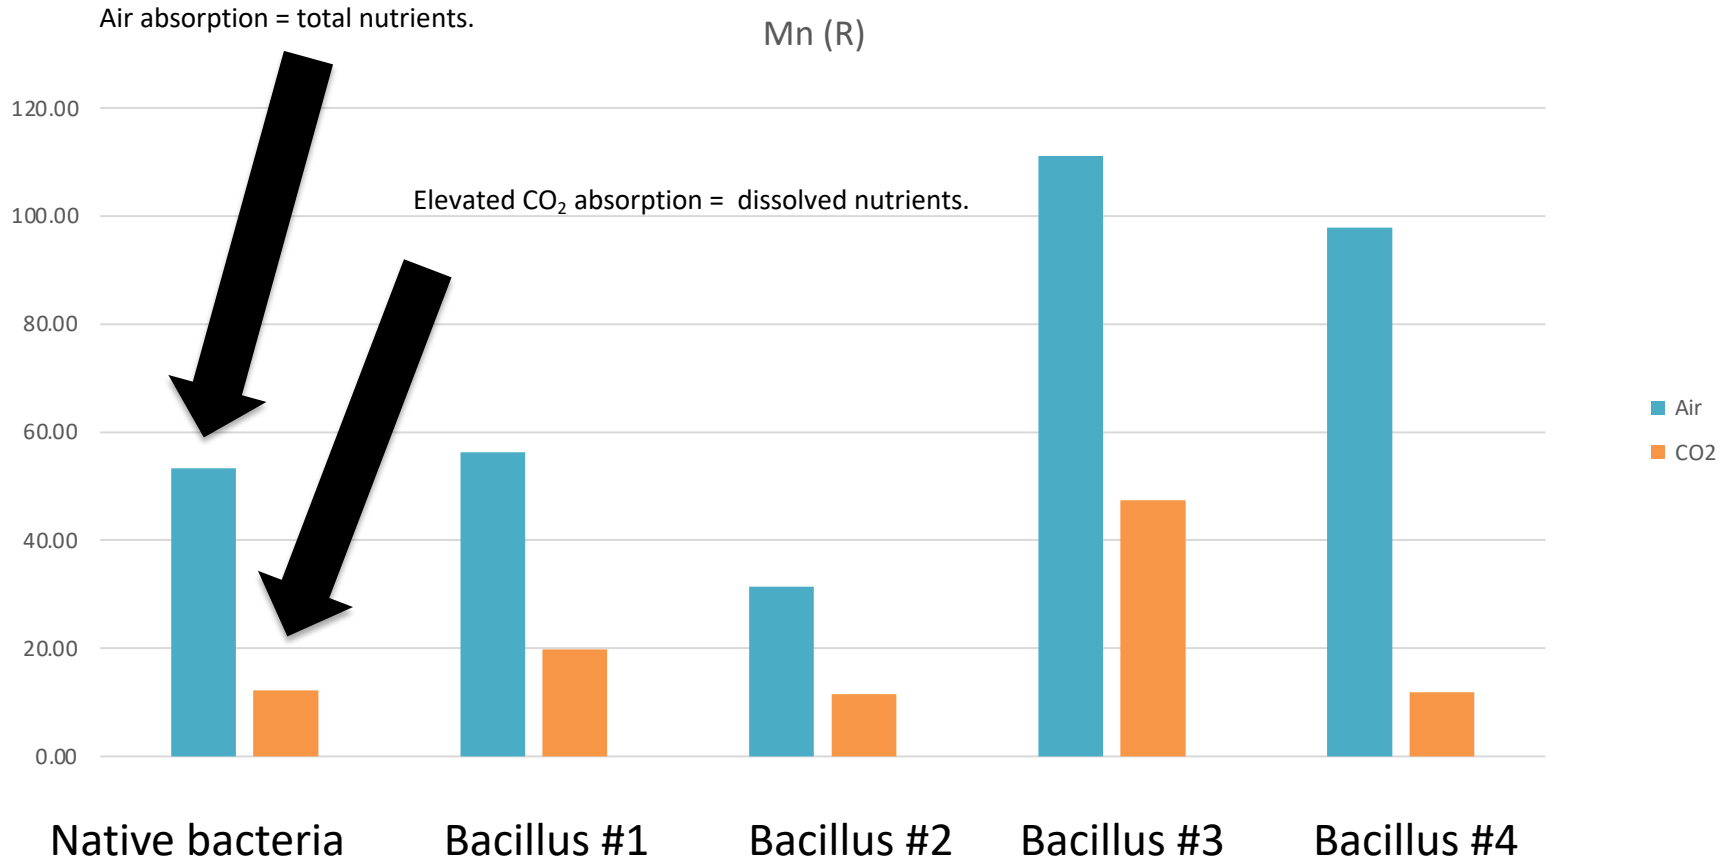 Air absorption = total nutrients.
Mn (R)
120.00
Elevated CO₂ absorption =  dissolved nutrients.
100.00
80.00
60.00
40.00
20.00
0.00
Air
CO2
Native bacteria
Bacillus #1
Bacillus #2
Bacillus #3
Bacillus #4